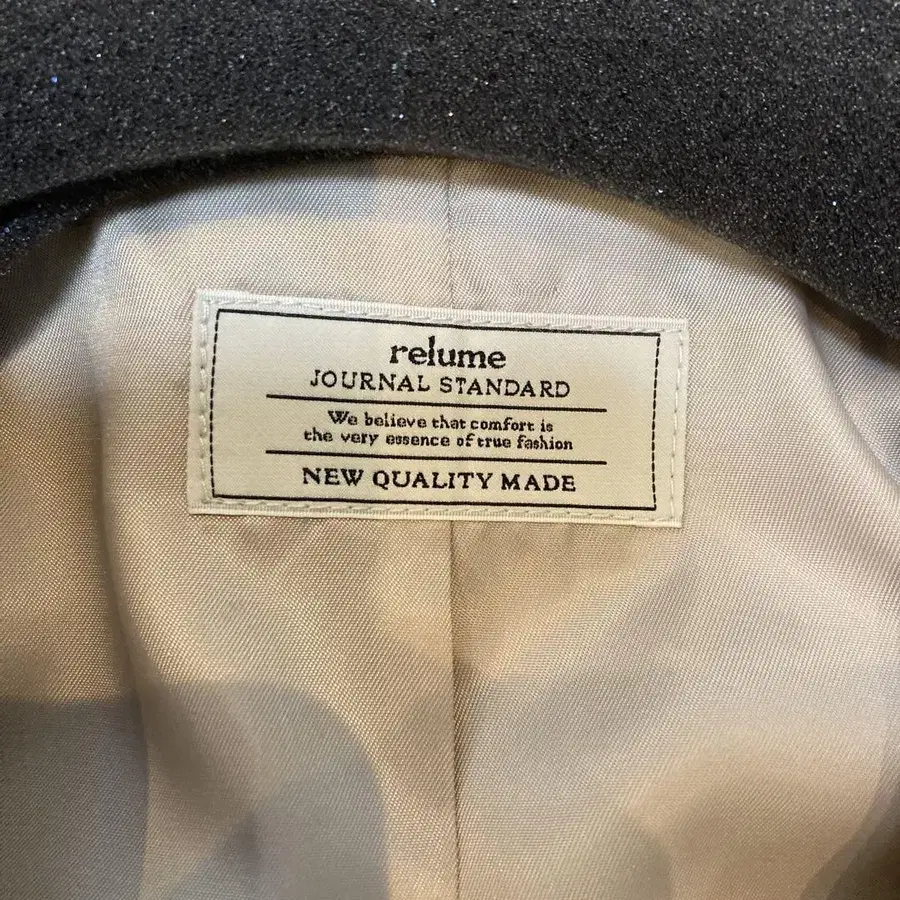 relume
JOURNAL STANDARD
We believe that comfort is
the very essence of true fashion
NEW QUALITY MADE